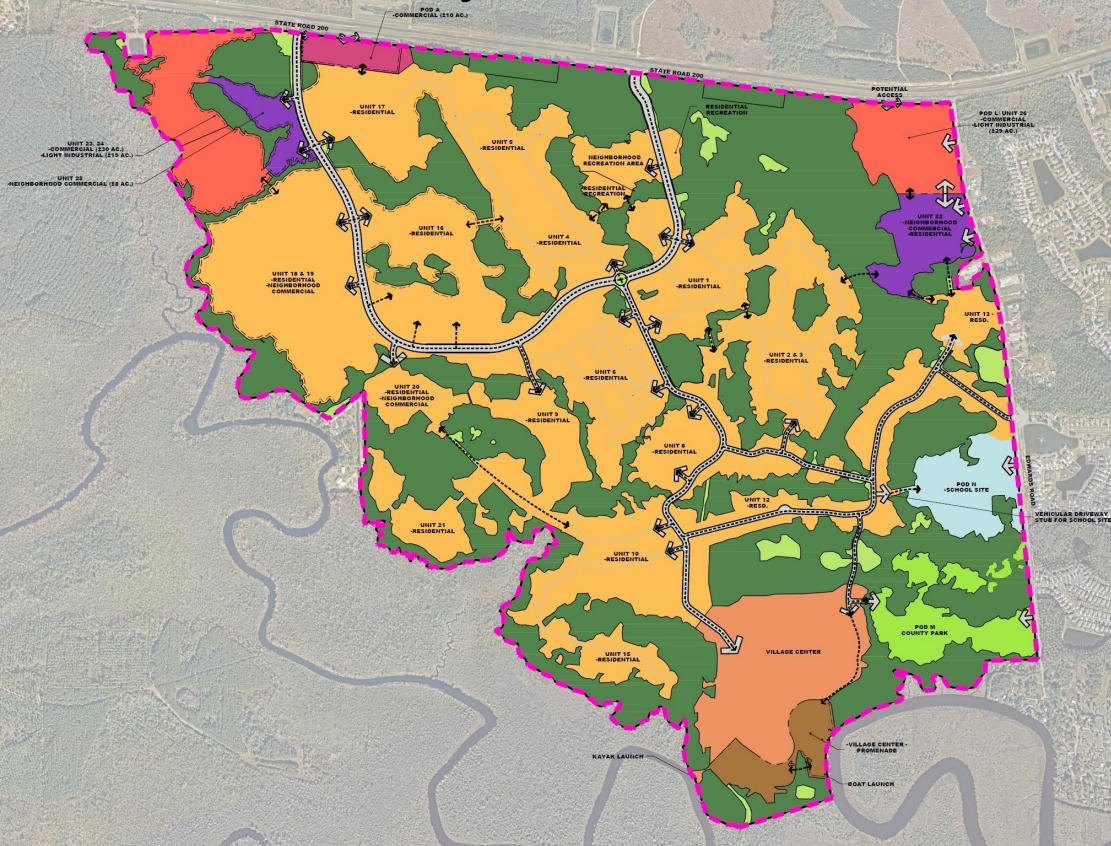 POD A
-COMMERCIAL (±10 AC.)
STATE ROAD 200
STATE ROAD 200
POTENTIAL
ACCESS
UNIT 17
-RESIDENTIAL
RESIDENTIAL
RECREATION
POD L UNIT 26
-COMMERCIAL
-LIGHT INDUSTRIAL
(±29 AC.)
UNIT 5
-RESIDENTIAL
UNIT 23, 24
-COMMERCIAL (±30 AC.)
-LIGHT INDUSTRIAL (±15 AC.)
NEIGHBORHOOD
RECREATION AREA
UNIT 25
-NEIGHBORHOOD COMMERCIAL (±8 AC.)
-RESIDENTIAL
RECREATION
UNIT 22
-NEIGHBORHOOD
COMMERCIAL
-RESIDENTIAL
UNIT 16
-RESIDENTIAL
UNIT 4
-RESIDENTIAL
UNIT 18 & 19
-RESIDENTIAL
-NEIGHBORHOOD
COMMERCIAL
UNIT 1
-RESIDENTIAL
UNIT 13 -
RESD.
UNIT 2 & 3
-RESIDENTIAL
UNIT 6
-RESIDENTIAL
UNIT 20
-RESIDENTIAL
-NEIGHBORHOOD
COMMERCIAL
UNIT 9
-RESIDENTIAL
UNIT 8
-RESIDENTIAL
EDWARDS ROAD
POD N
-SCHOOL SITE
UNIT 12
-RESD.
VEHICULAR DRIVEWAY
STUB FOR SCHOOL SITE
UNIT 21
-RESIDENTIAL
UNIT 10
-RESIDENTIAL
POD M
COUNTY PARK
UNIT 15
-RESIDENTIAL
VILLAGE CENTER
-VILLAGE CENTER -
PROMENADE
KAYAK LAUNCH
BOAT LAUNCH